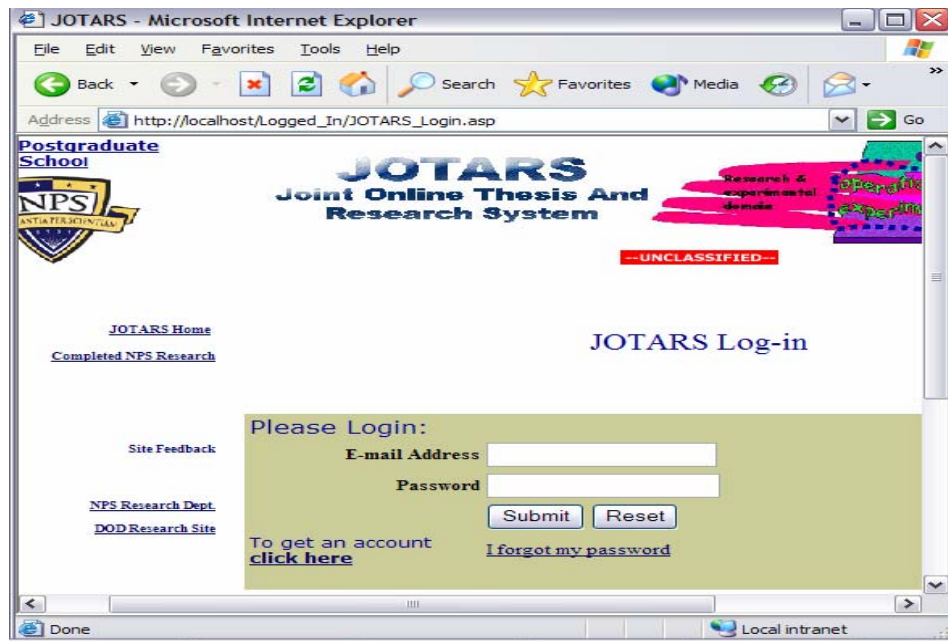 JOTARS - Microsoft Internet Explorer
File Edit View Favorites Tools Help
Back Search Favorites Media »
Address http://localhost/Logged_In/JOTARS_Login.asp Go
Postgraduate
School
NPS
JOTARS
Joint Online Thesis And
Research System
Research &
experimental
domain
--UNCLASSIFIED--
JOTARS Home
Completed NPS Research
JOTARS Log-in
Please Login:
Site Feedback
E-mail Address
Password
NPS Research Dept.
DOD Research Site
Submit Reset
To get an account
click here
I forgot my password
Done Local intranet